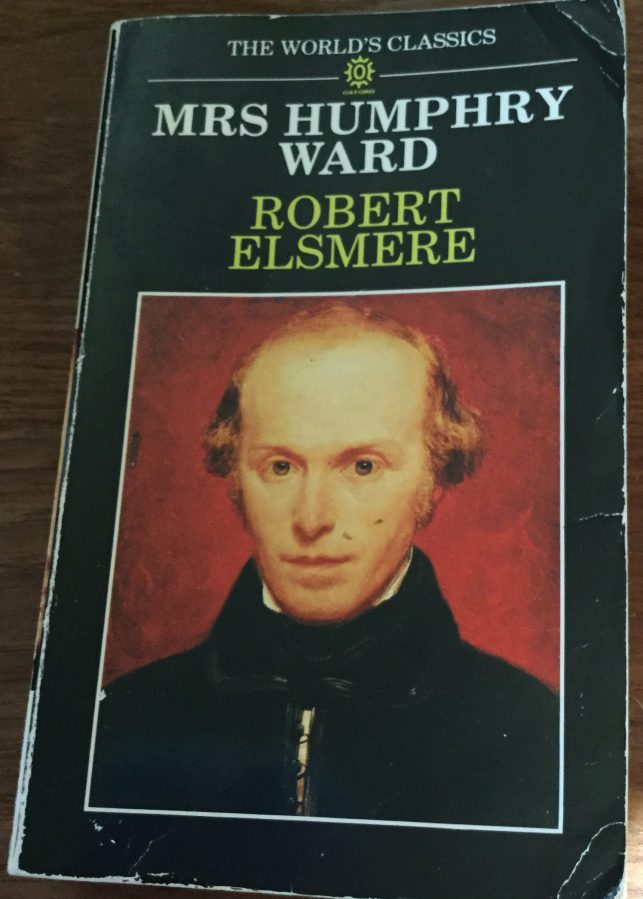 THE WORLD'S CLASSICS
OXFORD
MRS HUMPHRY
WARD
ROBERT
ELSMERE